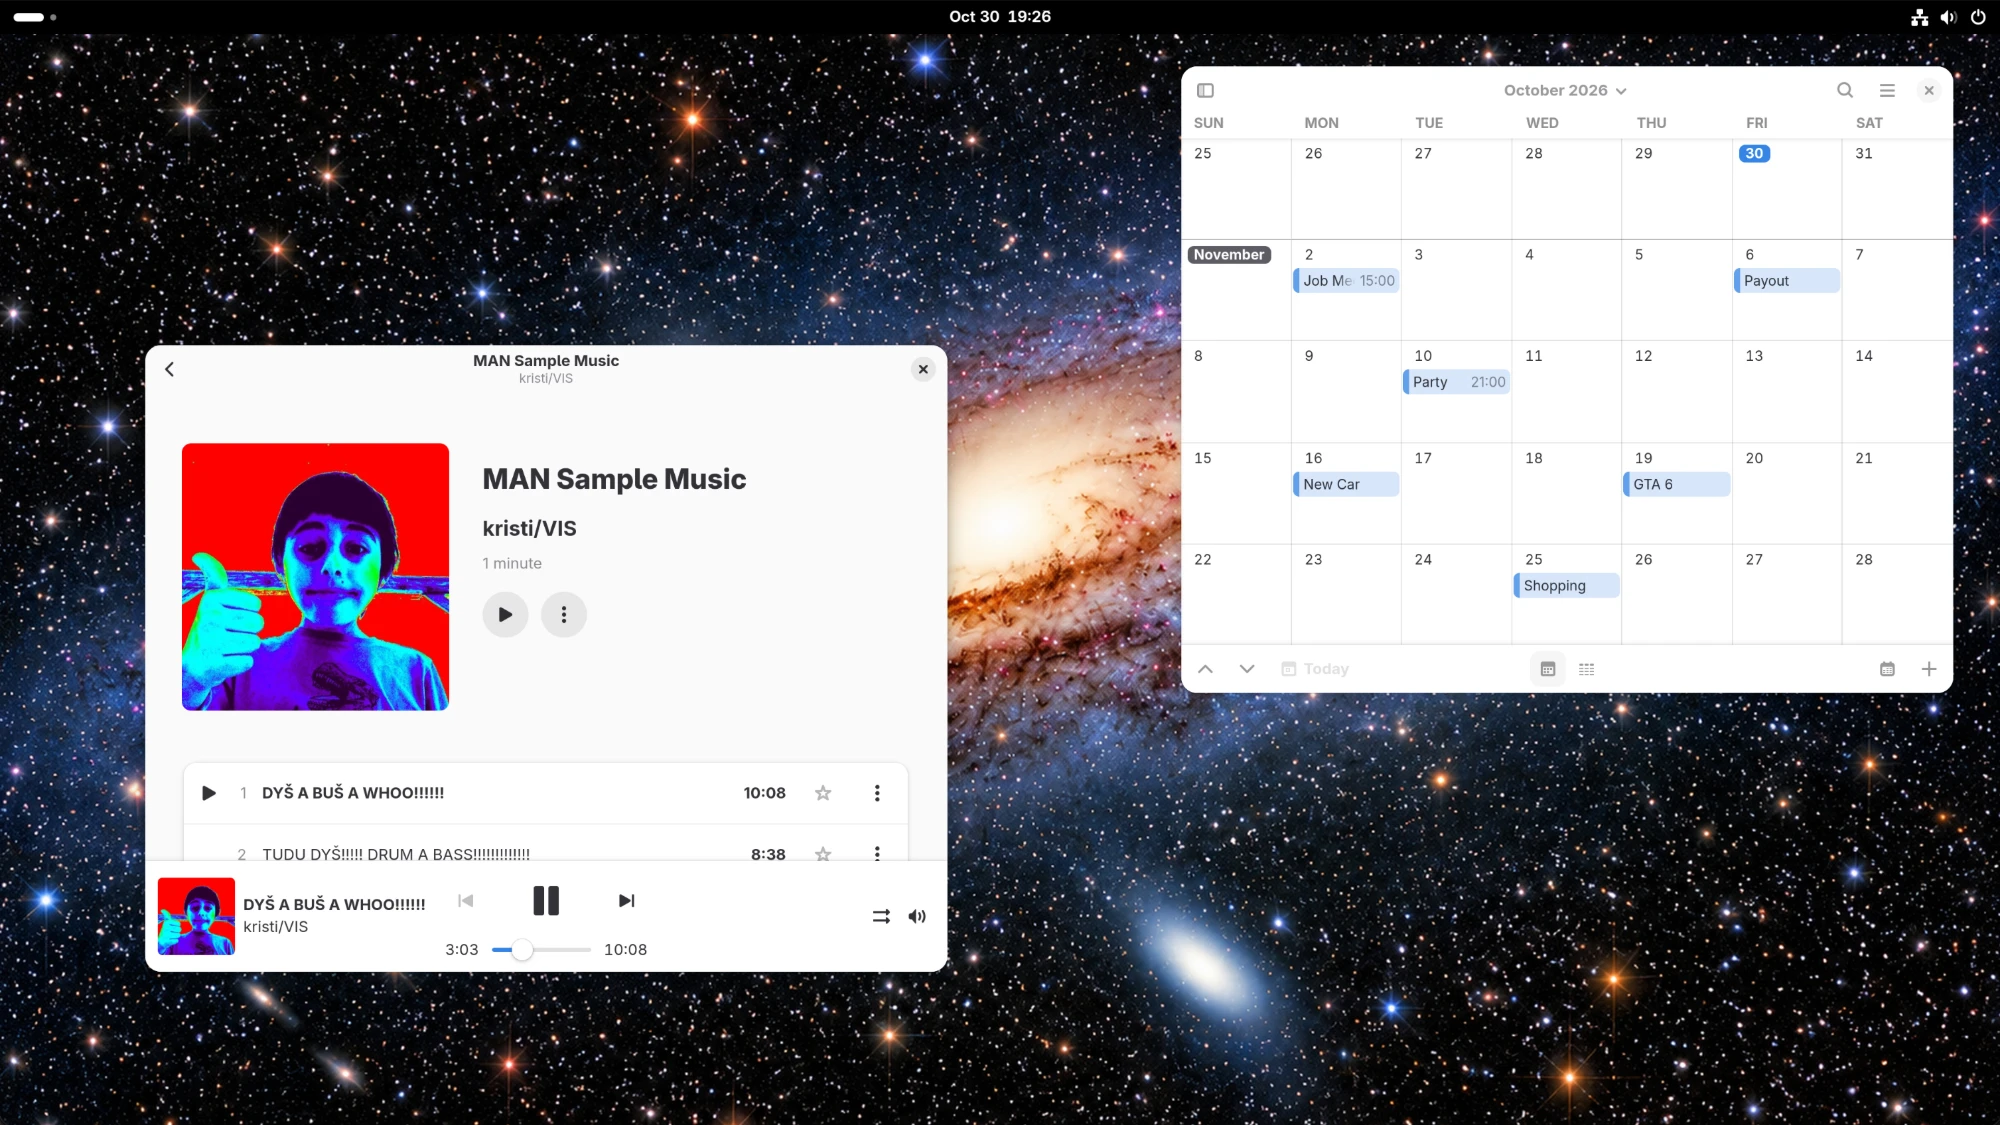 Oct 30 19:26
MAN Sample Music
kristi/VIS
MAN Sample Music
kristi/VIS
1 minute
1 DYŠ A BUŠ A WHOO!!!!!! 10:08
2 TUDU DYŠ!!!!! DRUM A BASS!!!!!!!!!!!!! 8:38
DYŠ A BUŠ A WHOO!!!!!!
kristi/VIS
3:03 10:08
October 2026
SUN MON TUE WED THU FRI SAT
25 26 27 28 29 30 31
November 2 3 4 5 6 7
Job Me 15:00 Payout
8 9 10 11 12 13 14
Party 21:00
15 16 17 18 19 20 21
New Car GTA 6
22 23 24 25 26 27 28
Shopping
Today